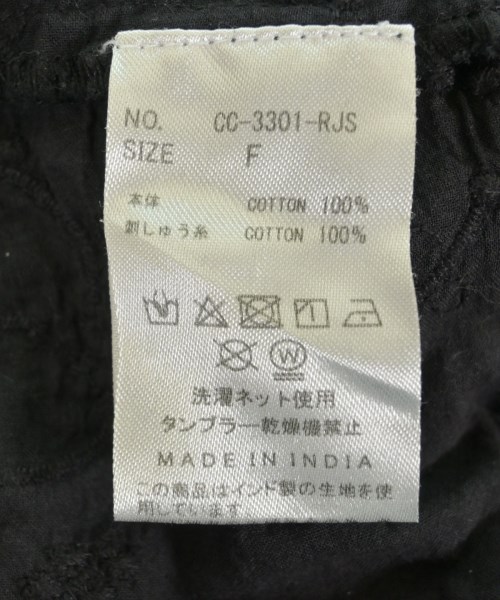 NO. CC-3301-RJS
SIZE F
本体 COTTON 100%
刺しゅう糸 COTTON 100%
W
洗濯ネット使用
タンブラー乾燥機禁止
MADE IN INDIA
この商品はインド製の生地を使
用しています